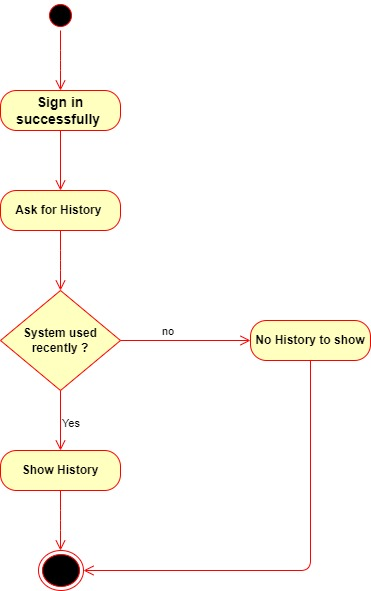 Sign in
successfully
Ask for History
System used
recently ?
no
No History to show
Yes
Show History